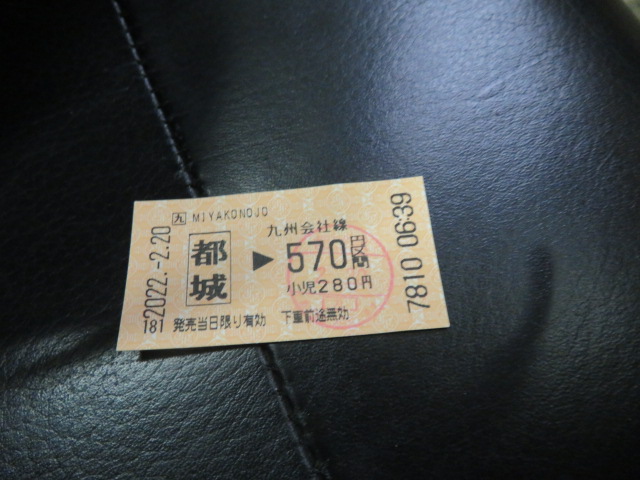 九 MIYAKONOJO
都城 ▶
九州会社線
570円区間
小児280円
181 発売当日限り有効 下車前途無効
2022.-2.20
7810 06:39